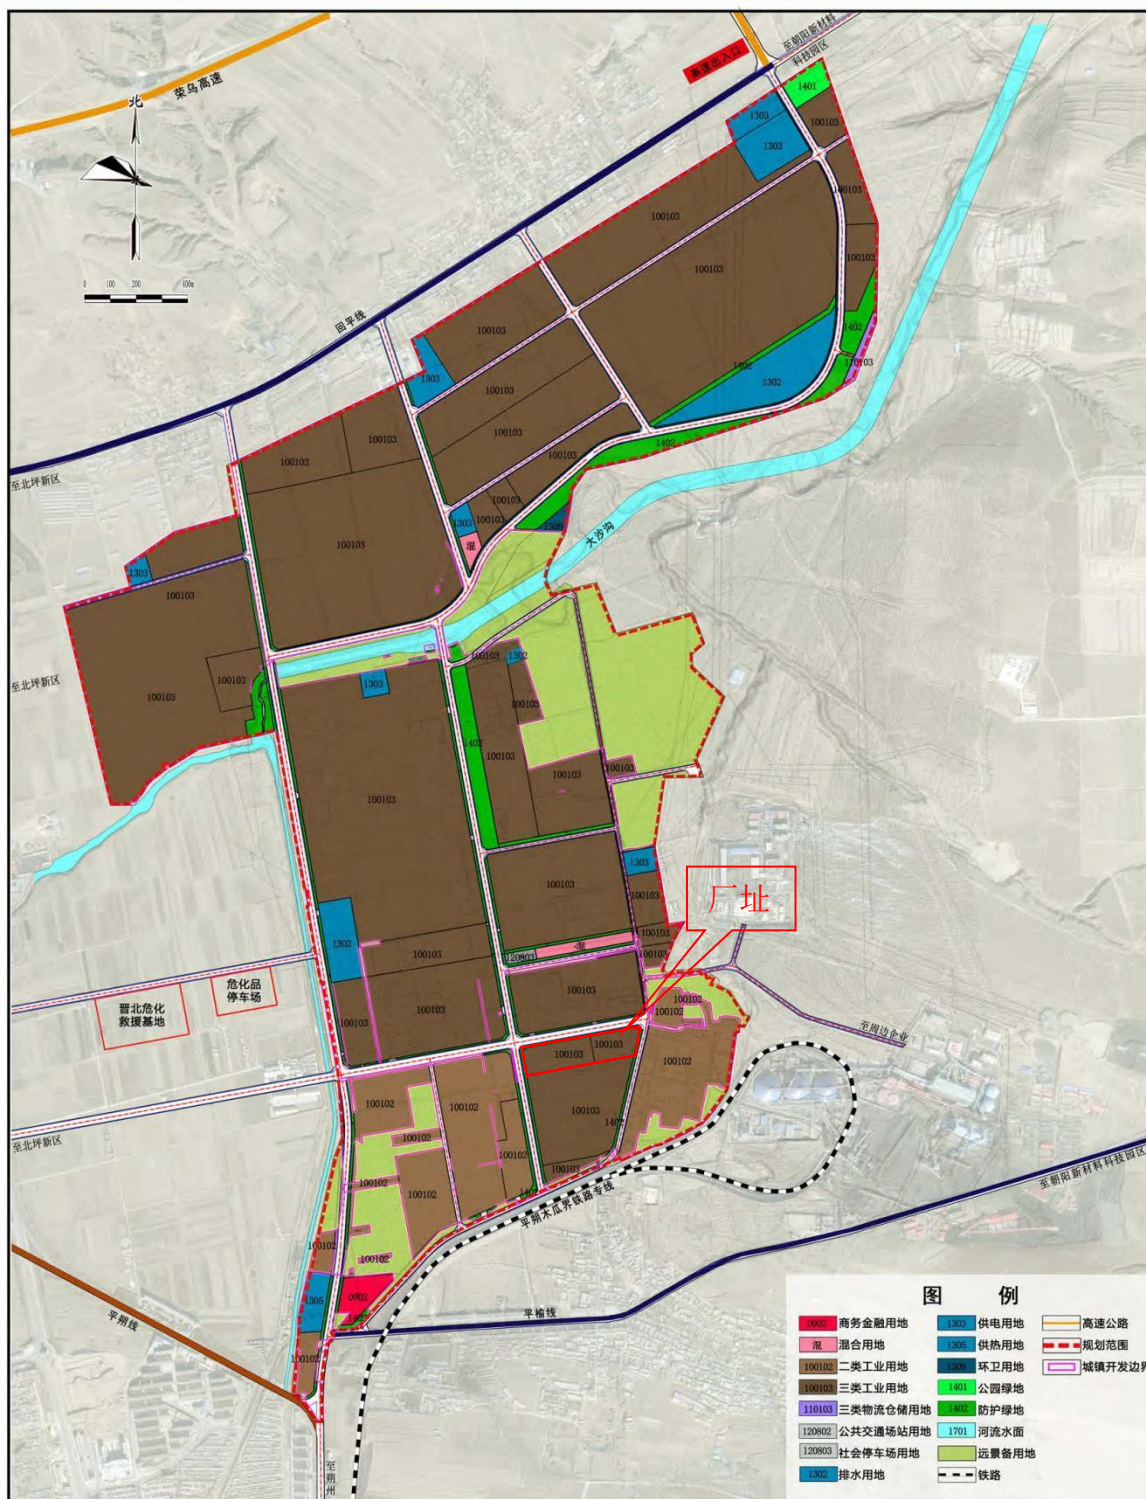 至朝阳新材料
科技园区
高速出入口
荣乌高速
北
0 100 200 400m
1401
1303
100103
1303
100103
100103
100103
100103
回平线
1402
110103
100103
1303
1402
1302
100103
100103
100103
1402
100103
100103
至北坪新区
100103
100103
1303
1309
混
大沙沟
100103
1303
100103
100103
1302
100103
至北坪新区
100103
1303
100103
1402
100103
100103
100103
100103
1303
100103
100103
厂址
混
1302
100103
120803
100103
100103
危化品
停车场
晋北危化
救援基地
100103
100103
100102
100102
至周边企业
100103
100103
100102
100102
100102
100103
1402
至北坪新区
100102
100102
100103
100102
100102
1402
平朔木瓜界铁路专线
至朝阳新材料科技园区
100102
100102
1305
0902
1402
平榆线
平朔线
100102
至朔州
图 例
0902 商务金融用地
混 混合用地
100102 二类工业用地
100103 三类工业用地
110103 三类物流仓储用地
120802 公共交通场站用地
120803 社会停车场用地
1302 排水用地
1303 供电用地
1305 供热用地
1309 环卫用地
1401 公园绿地
1402 防护绿地
1701 河流水面
远景备用地
铁路
高速公路
规划范围
城镇开发边界